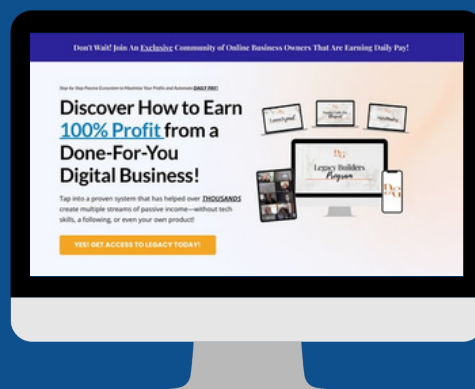 Don't Wait! Join An Exclusive Community of Online Business Owners That Are Earning Daily Pay!
Step-by-Step Passive Ecosystem to Maximize Your Profits and Automate DAILY PAY!
Discover How to Earn
100% Profit from a
Done-For-You
Digital Business!
Tap into a proven system that has helped over THOUSANDS
create multiple streams of passive income—without tech
skills, a following, or even your own product!
YES! GET ACCESS TO LEGACY TODAY!
Legacy Builders
Program